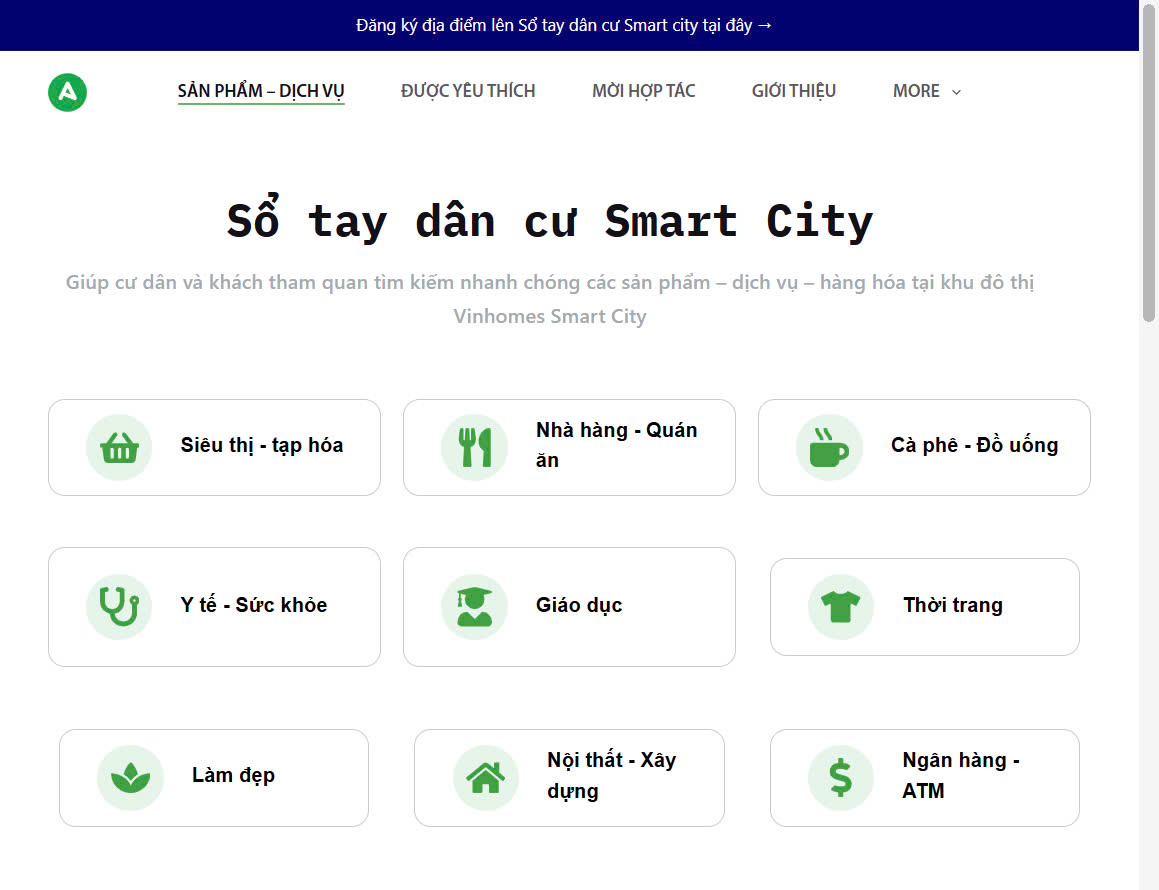 Đăng ký địa điểm lên Sổ tay dân cư Smart city tại đây →
SẢN PHẨM – DỊCH VỤ
ĐƯỢC YÊU THÍCH
MỜI HỢP TÁC
GIỚI THIỆU
MORE
Sổ tay dân cư Smart City
Giúp cư dân và khách tham quan tìm kiếm nhanh chóng các sản phẩm – dịch vụ – hàng hóa tại khu đô thị
Vinhomes Smart City
Siêu thị - tạp hóa
Nhà hàng - Quán
ăn
Cà phê - Đồ uống
Y tế - Sức khỏe
Giáo dục
Thời trang
Làm đẹp
Nội thất - Xây
dựng
Ngân hàng -
ATM